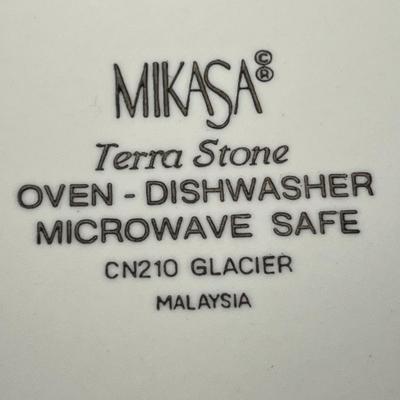 MIKASA©®
Terra Stone
OVEN - DISHWASHER
MICROWAVE SAFE
CN210 GLACIER
MALAYSIA